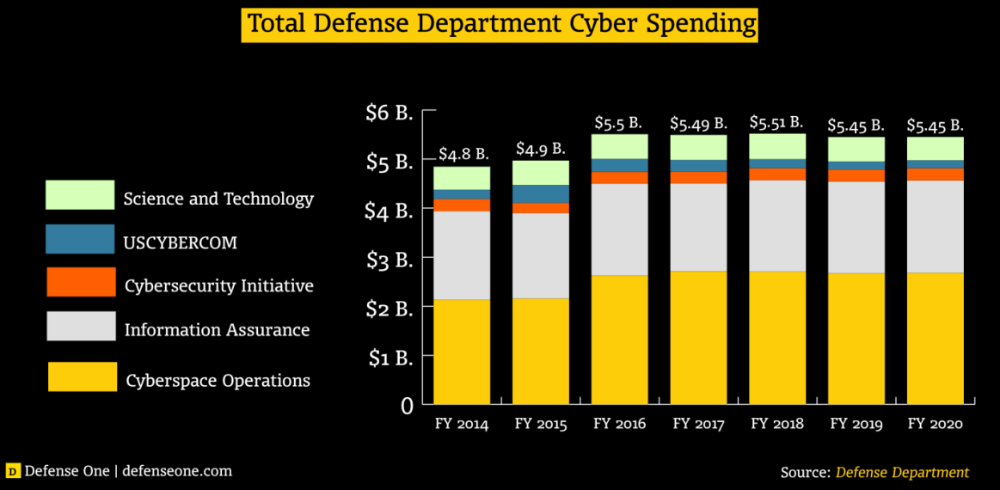 Total Defense Department Cyber Spending
Science and Technology
USCYBERCOM
Cybersecurity Initiative
Information Assurance
Cyberspace Operations
$6 B.
$5 B.
$4 B.
$3 B.
$2 B.
$1 B.
0
$4.8 B.
$4.9 B.
$5.5 B.
$5.49 B.
$5.51 B.
$5.45 B.
$5.45 B.
FY 2014
FY 2015
FY 2016
FY 2017
FY 2018
FY 2019
FY 2020
D Defense One | defenseone.com
Source: Defense Department